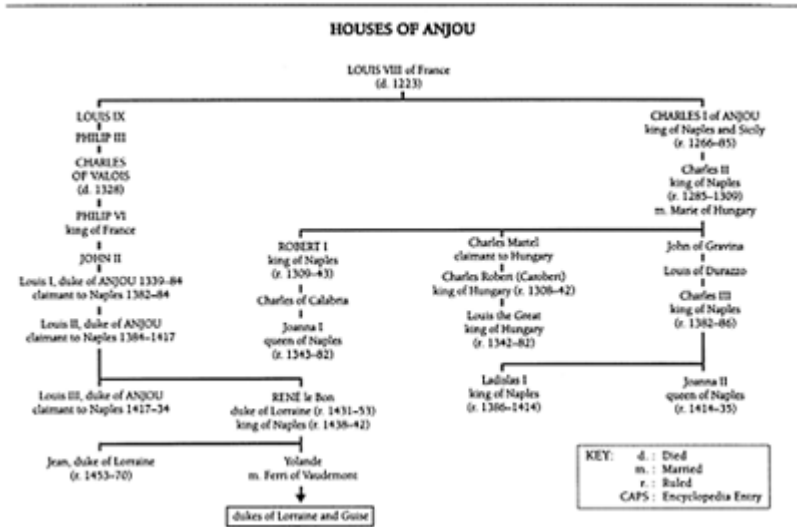 HOUSES OF ANJOU
LOUIS VIII of France
(d. 1223)
LOUIS IX
PHILIP III
CHARLES
OF VALOIS
(d. 1328)
PHILIP VI
king of France
JOHN II
Louis I, duke of ANJOU 1339–84
claimant to Naples 1382–84
Louis II, duke of ANJOU
claimant to Naples 1384–1417
Louis III, duke of ANJOU
claimant to Naples 1417–34
CHARLES I of ANJOU
king of Naples and Sicily
(r. 1266–85)
Charles II
king of Naples
(r. 1285–1309)
m. Marie of Hungary
ROBERT I
king of Naples
(r. 1309–43)
Charles of Calabria
Joanna I
queen of Naples
(r. 1343–82)
Charles Martel
claimant to Hungary
Charles Robert (Carobert)
king of Hungary (r. 1308–42)
Louis the Great
king of Hungary
(r. 1342–82)
John of Gravina
Louis of Durazzo
Charles III
king of Naples
(r. 1382–86)
Ladislas I
king of Naples
(r. 1386–1414)
Joanna II
queen of Naples
(r. 1414–35)
RENÉ le Bon
duke of Lorraine (r. 1431–53)
king of Naples (r. 1438–42)
Jean, duke of Lorraine
(r. 1453–70)
Yolande
m. Ferri of Vaudemont
dukes of Lorraine and Guise
KEY: d. : Died
m. : Married
r. : Ruled
CAPS : Encyclopedia Entry